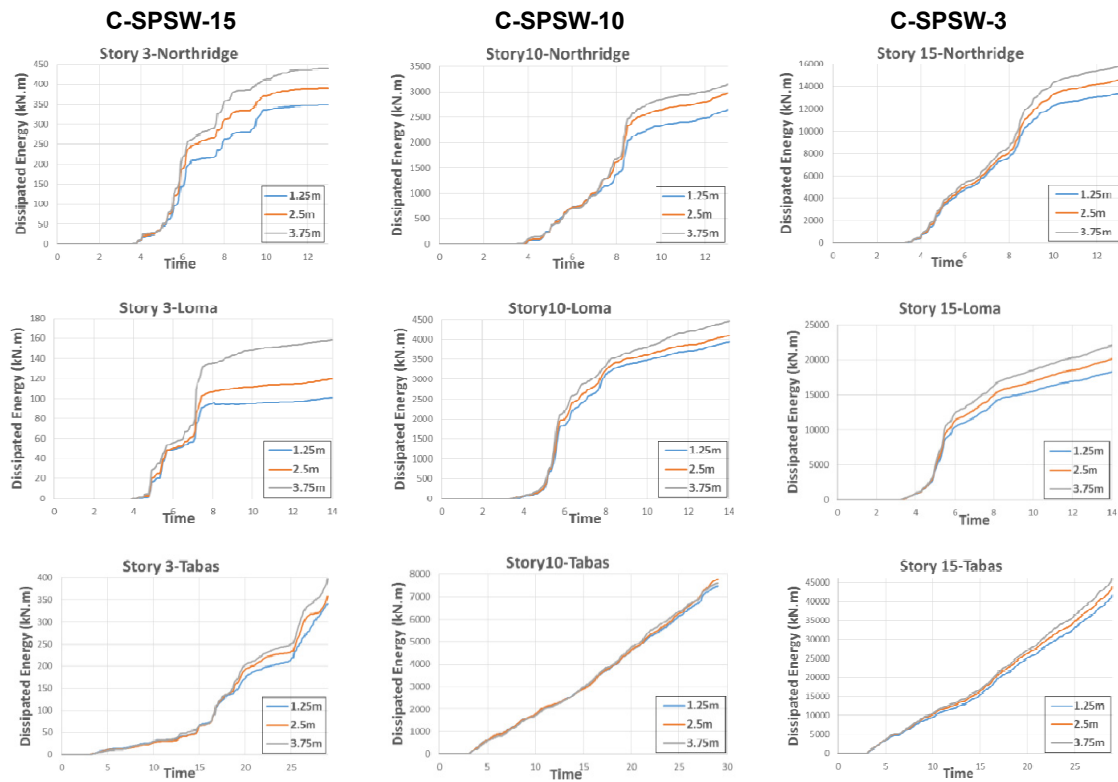 C-SPSW-15 C-SPSW-10 C-SPSW-3
Story 3-Northridge
Dissipated Energy (kN.m)
450
400
350
300
250
200
150
100
50
0
1.25m
2.5m
3.75m
0 2 4 6 8 10 12
Time
Story10-Northridge
Dissipated Energy (kN.m)
3500
3000
2500
2000
1500
1000
500
0
1.25m
2.5m
3.75m
0 2 4 6 8 10 12
Time
Story 15-Northridge
Dissipated Energy (kN.m)
16000
14000
12000
10000
8000
6000
4000
2000
0
1.25m
2.5m
3.75m
0 2 4 6 8 10 12
Time
Story 3-Loma
Dissipated Energy (kN.m)
180
160
140
120
100
80
60
40
20
0
1.25m
2.5m
3.75m
0 2 4 6 8 10 12 14
Time
Story10-Loma
Dissipated Energy (kN.m)
4500
4000
3500
3000
2500
2000
1500
1000
500
0
1.25m
2.5m
3.75m
0 2 4 6 8 10 12 14
Time
Story 15-Loma
Dissipated Energy (kN.m)
25000
20000
15000
10000
5000
0
1.25m
2.5m
3.75m
0 2 4 6 8 10 12 14
Time
Story 3-Tabas
Dissipated Energy (kN.m)
400
350
300
250
200
150
100
50
0
1.25m
2.5m
3.75m
0 5 10 15 20 25
Time
Story10-Tabas
Dissipated Energy (kN.m)
8000
7000
6000
5000
4000
3000
2000
1000
0
1.25m
2.5m
3.75m
0 5 10 15 20 25 30
Time
Story 15-Tabas
Dissipated Energy (kN.m)
45000
40000
35000
30000
25000
20000
15000
10000
5000
0
1.25m
2.5m
3.75m
0 5 10 15 20 25
Time